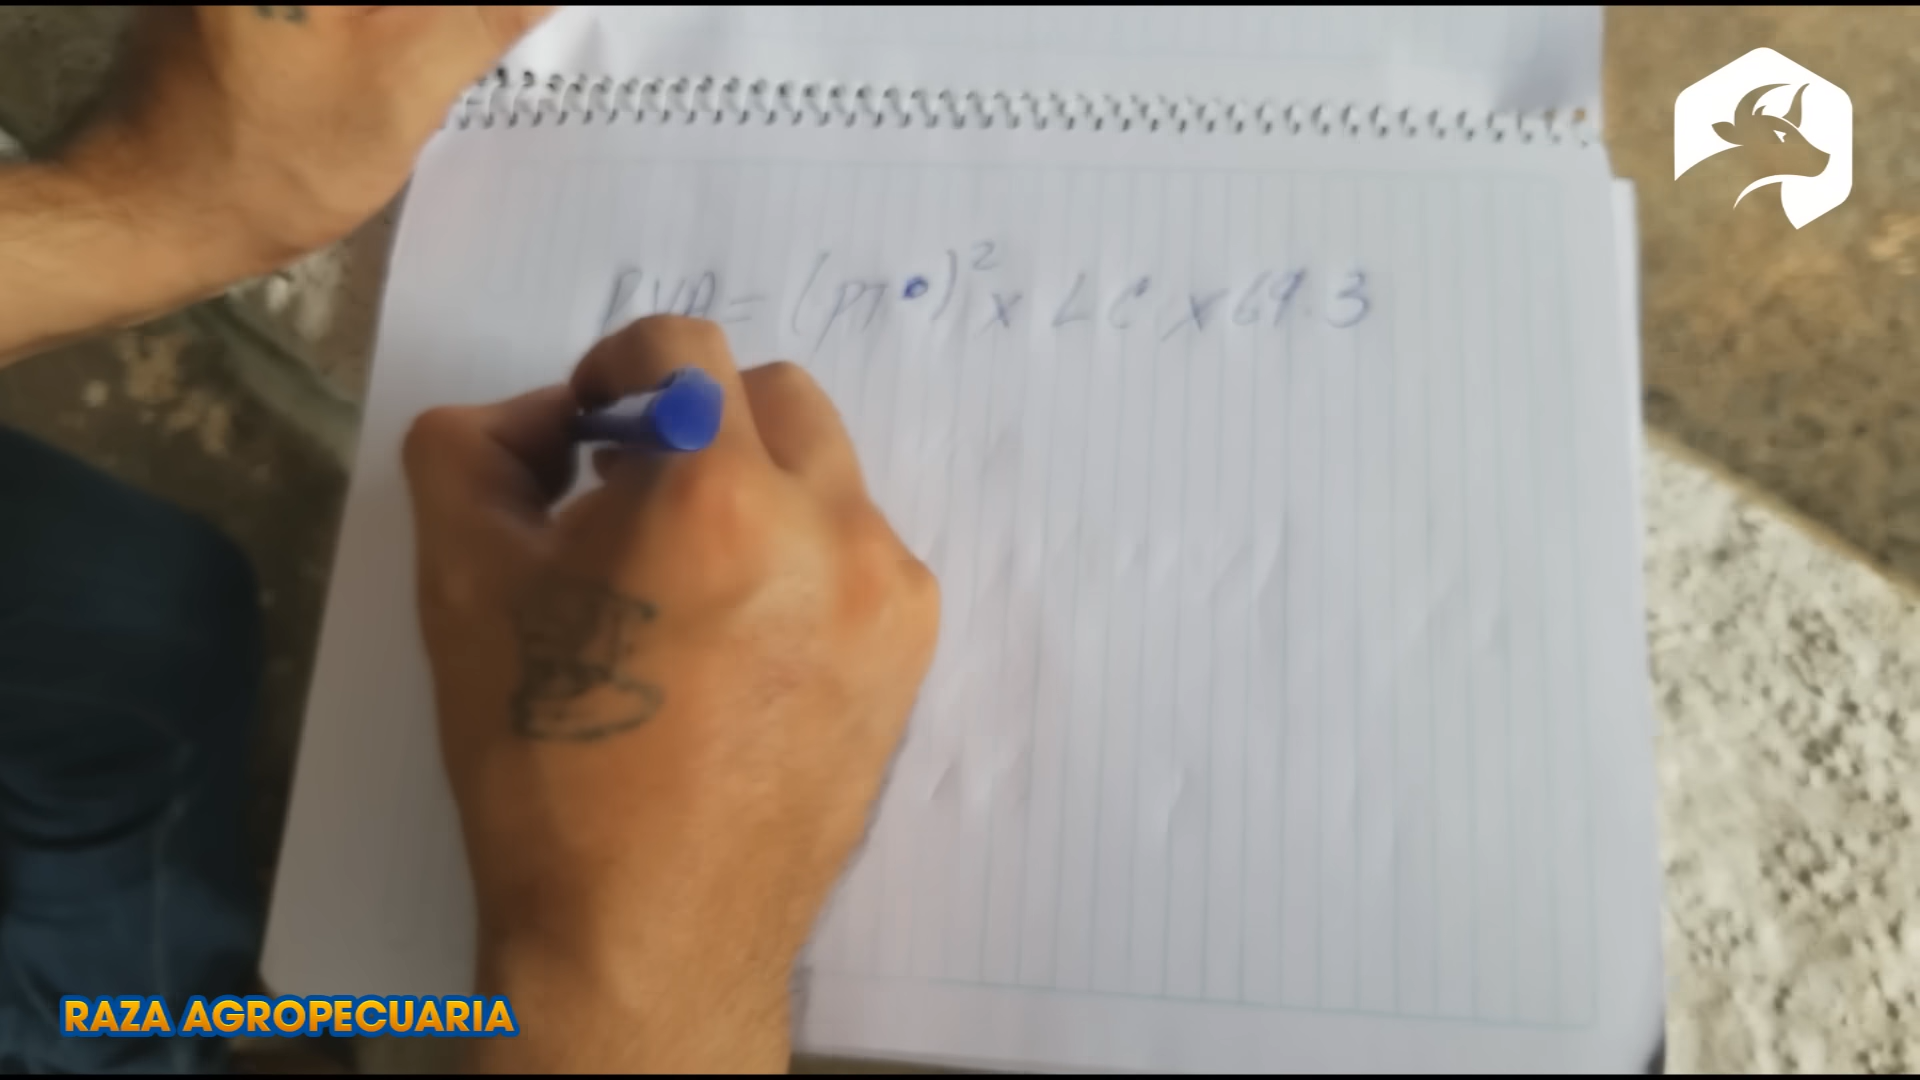 PVA = (PT)² x LC x 69.3
RAZA AGROPECUARIA